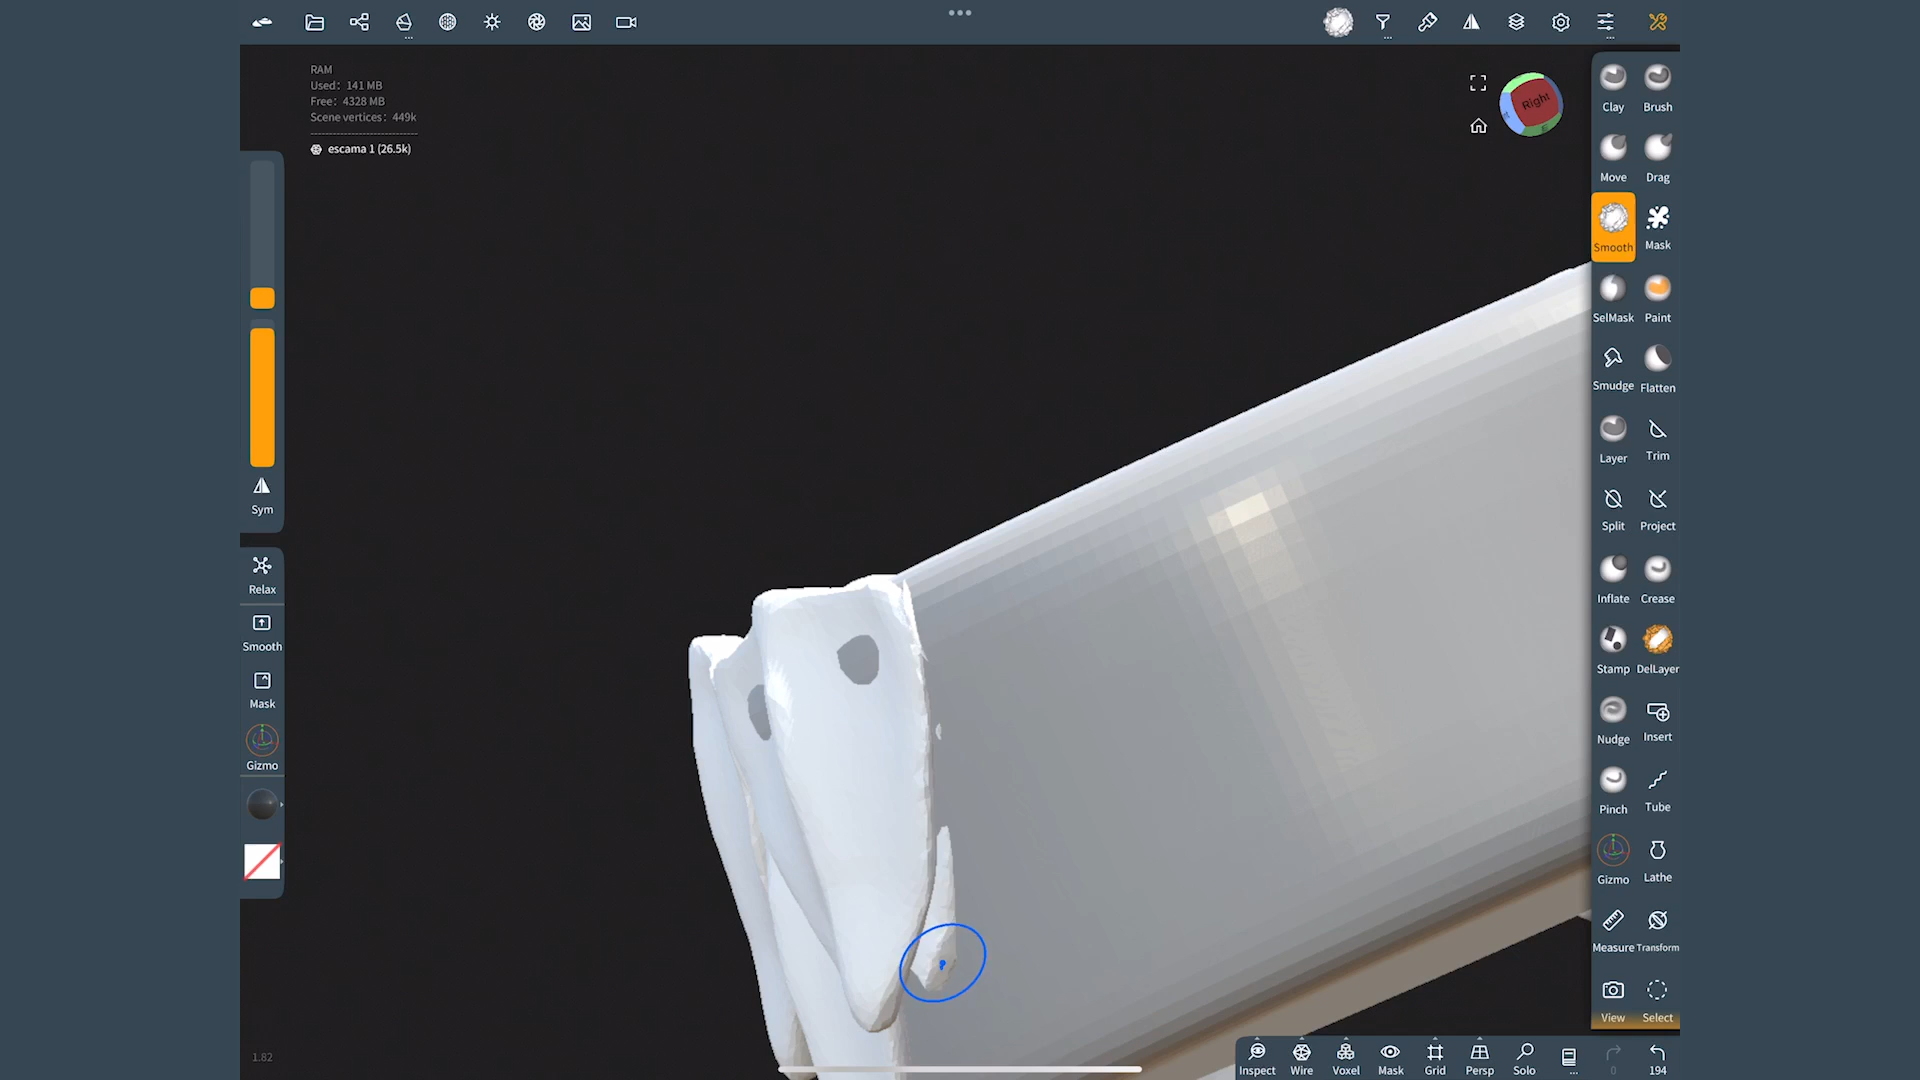 RAM
Used: 141 MB
Free: 4328 MB
Scene vertices: 449k
escama 1 (26.5k)
Right
Sym
Relax
Smooth
Mask
Gizmo
1.82
Clay Brush
Move Drag
Smooth Mask
SelMask Paint
Smudge Flatten
Layer Trim
Split Project
Inflate Crease
Stamp DelLayer
Nudge Insert
Pinch Tube
Gizmo Lathe
Measure Transform
View Select
Inspect Wire Voxel Mask Grid Persp Solo ... 0 194